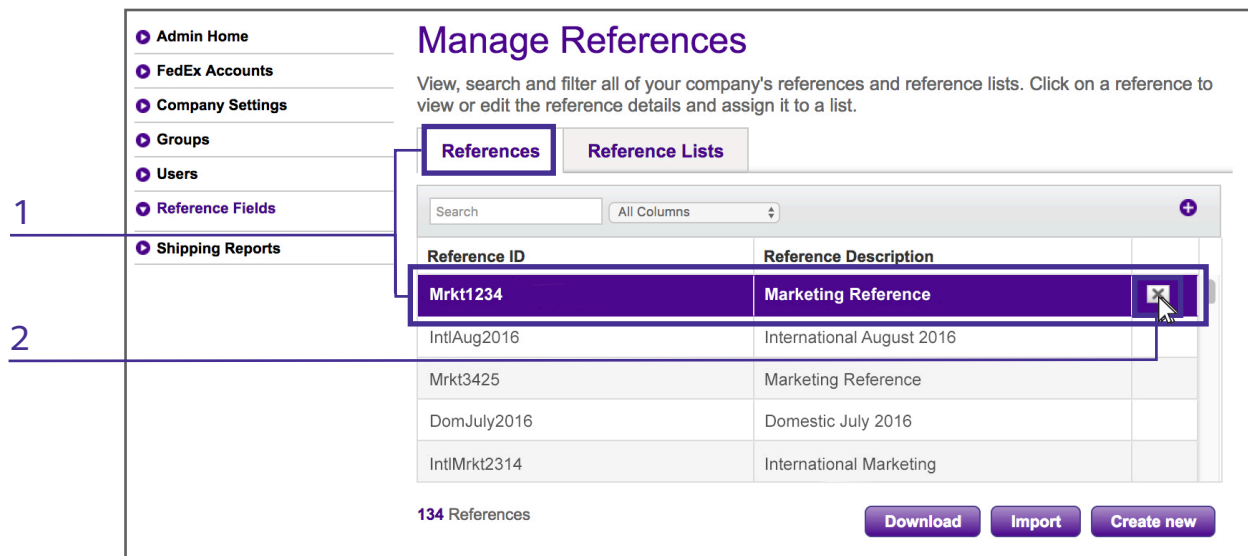 Admin Home
FedEx Accounts
Company Settings
Groups
Users
Reference Fields
Shipping Reports
1
2
Manage References
View, search and filter all of your company's references and reference lists. Click on a reference to
view or edit the reference details and assign it to a list.
References Reference Lists
Search All Columns
Reference ID Reference Description
Mrkt1234 Marketing Reference
IntlAug2016 International August 2016
Mrkt3425 Marketing Reference
DomJuly2016 Domestic July 2016
IntlMrkt2314 International Marketing
134 References Download Import Create new